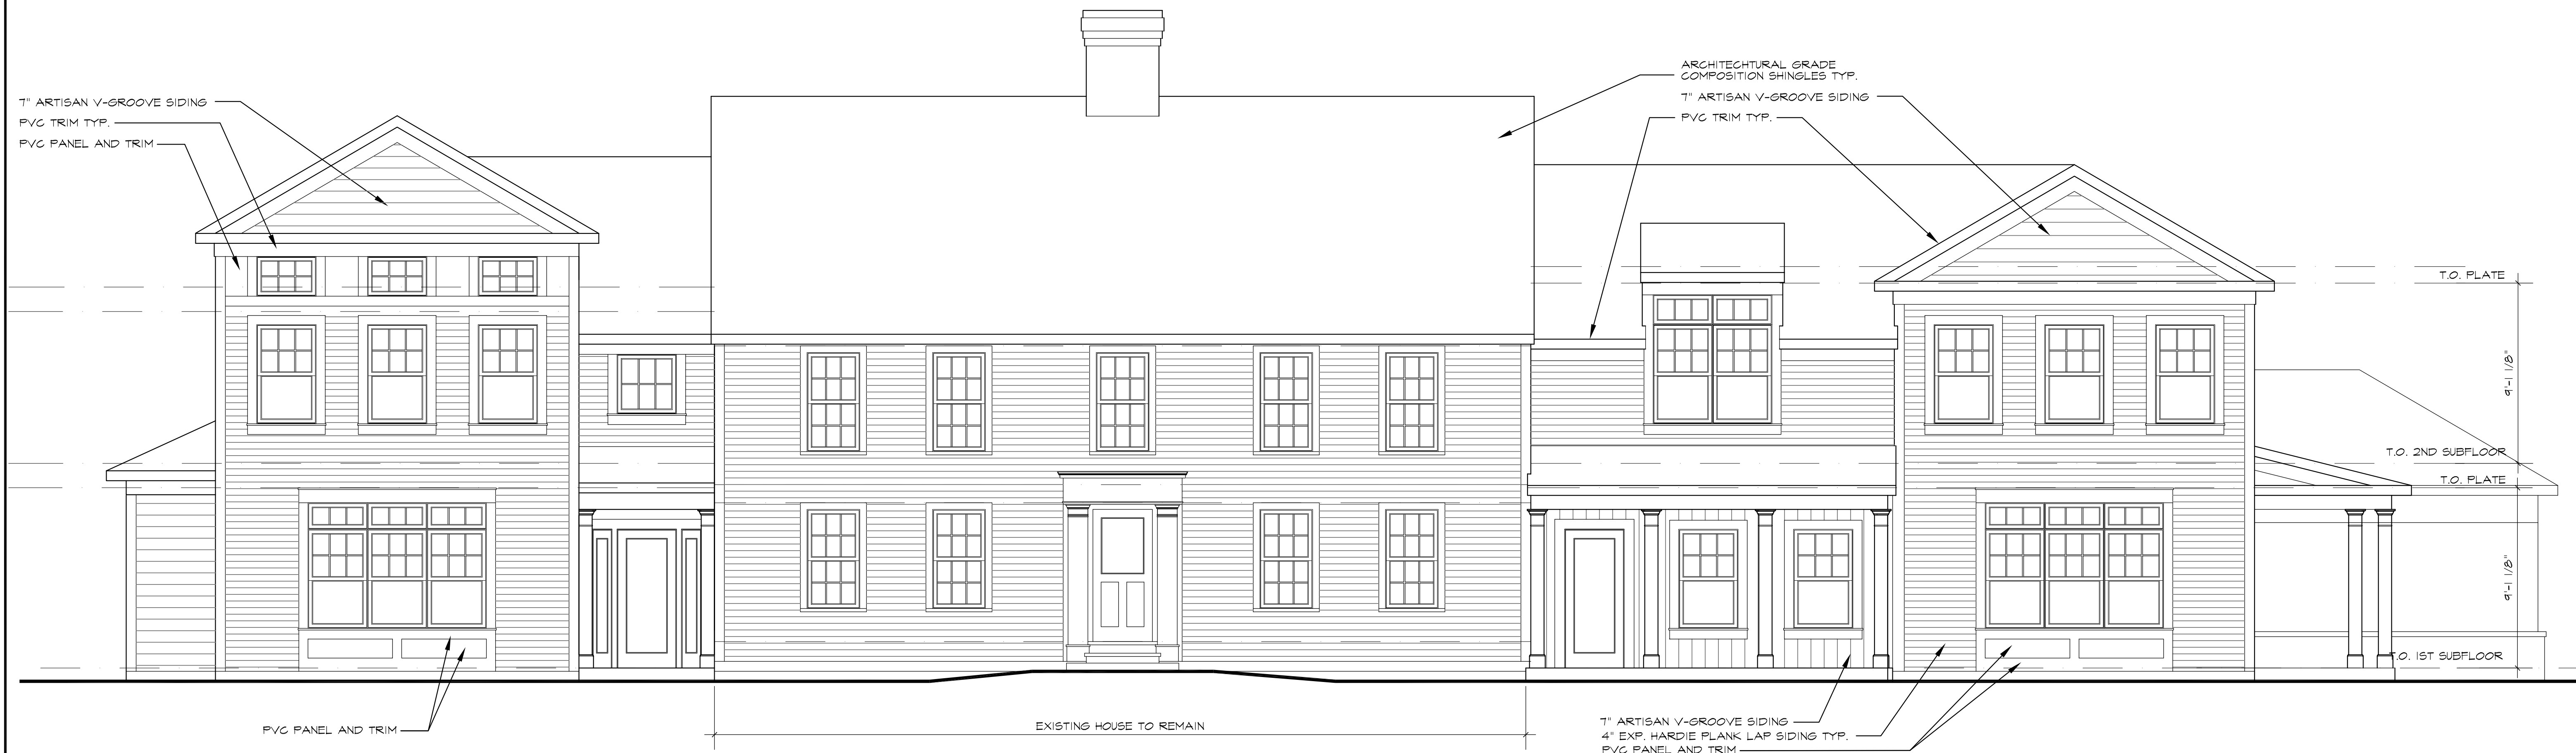 7" ARTISAN V-GROOVE SIDING
PVC TRIM TYP.
PVC PANEL AND TRIM
ARCHITECHTURAL GRADE
COMPOSITION SHINGLES TYP.
7" ARTISAN V-GROOVE SIDING
PVC TRIM TYP.
T.O. PLATE
9'-1 1/8"
T.O. 2ND SUBFLOOR
T.O. PLATE
9'-1 1/8"
T.O. 1ST SUBFLOOR
PVC PANEL AND TRIM
EXISTING HOUSE TO REMAIN
7" ARTISAN V-GROOVE SIDING
4" EXP. HARDIE PLANK LAP SIDING TYP.
PVC PANEL AND TRIM